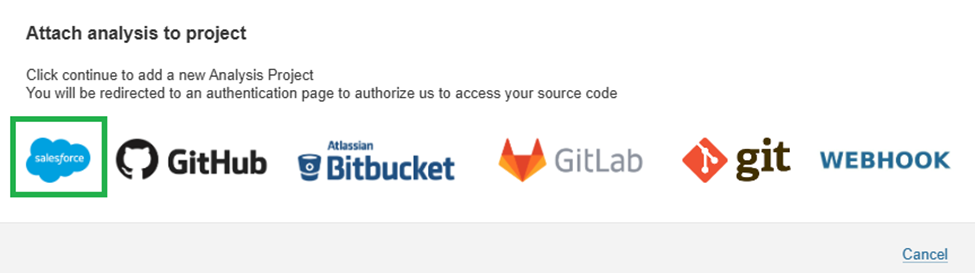 Attach analysis to project
Click continue to add a new Analysis Project
You will be redirected to an authentication page to authorize us to access your source code
salesforce
GitHub
Atlassian
Bitbucket
GitLab
git
WEBHOOK
Cancel